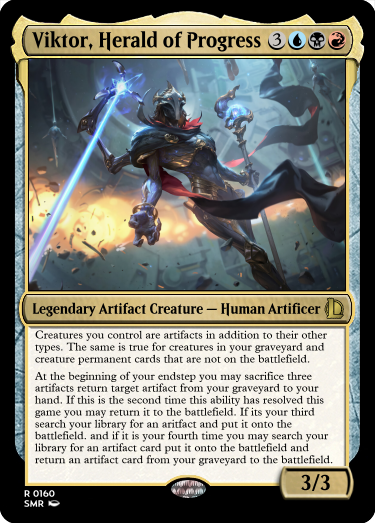 Viktor, Herald of Progress 3
Legendary Artifact Creature — Human Artificer
Creatures you control are artifacts in addition to their other
types. The same is true for creatures in your graveyard and
creature permanent cards that are not on the battlefield.
At the beginning of your endstep you may sacrifice three
artifacts return target artifact from your graveyard to your
hand. If this is the second time this ability has resolved this
game you may return it to the battlefield. If its your third
search your library for an aritfact and put it onto the
battlefield. and if it is your fourth time you may search your
library for an artifact card put it onto the battlefield and
return an artifact card from your graveyard to the battlefield.
3/3
R 0160
SMR